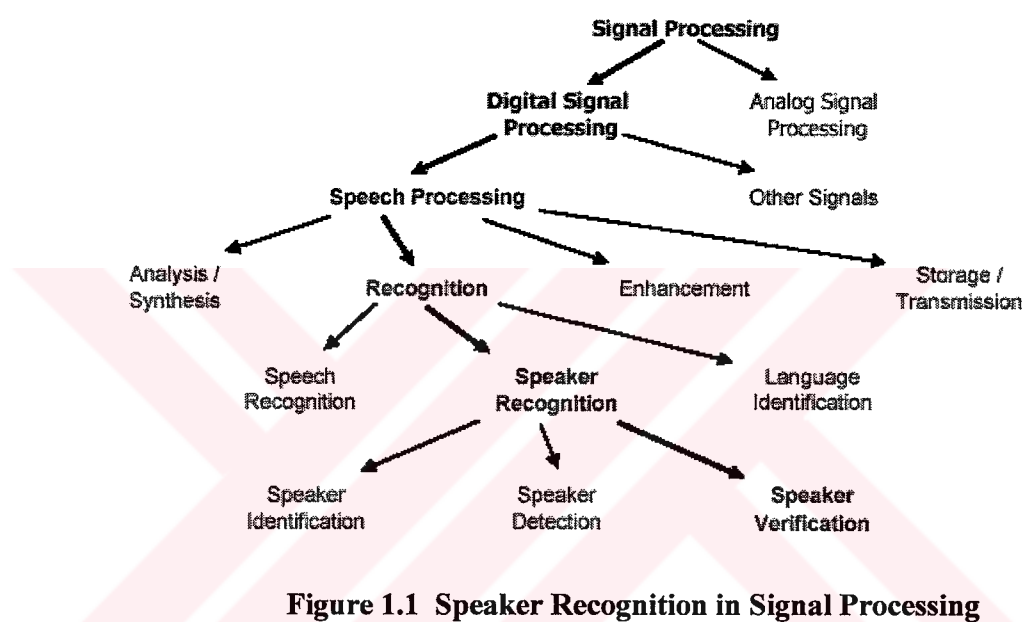 Signal Processing
Digital Signal
Processing
Analog Signal
Processing
Speech Processing
Other Signals
Analysis /
Synthesis
Recognition
Enhancement
Storage /
Transmission
Speech
Recognition
Speaker
Recognition
Language
Identification
Speaker
Identification
Speaker
Detection
Speaker
Verification
Figure 1.1 Speaker Recognition in Signal Processing